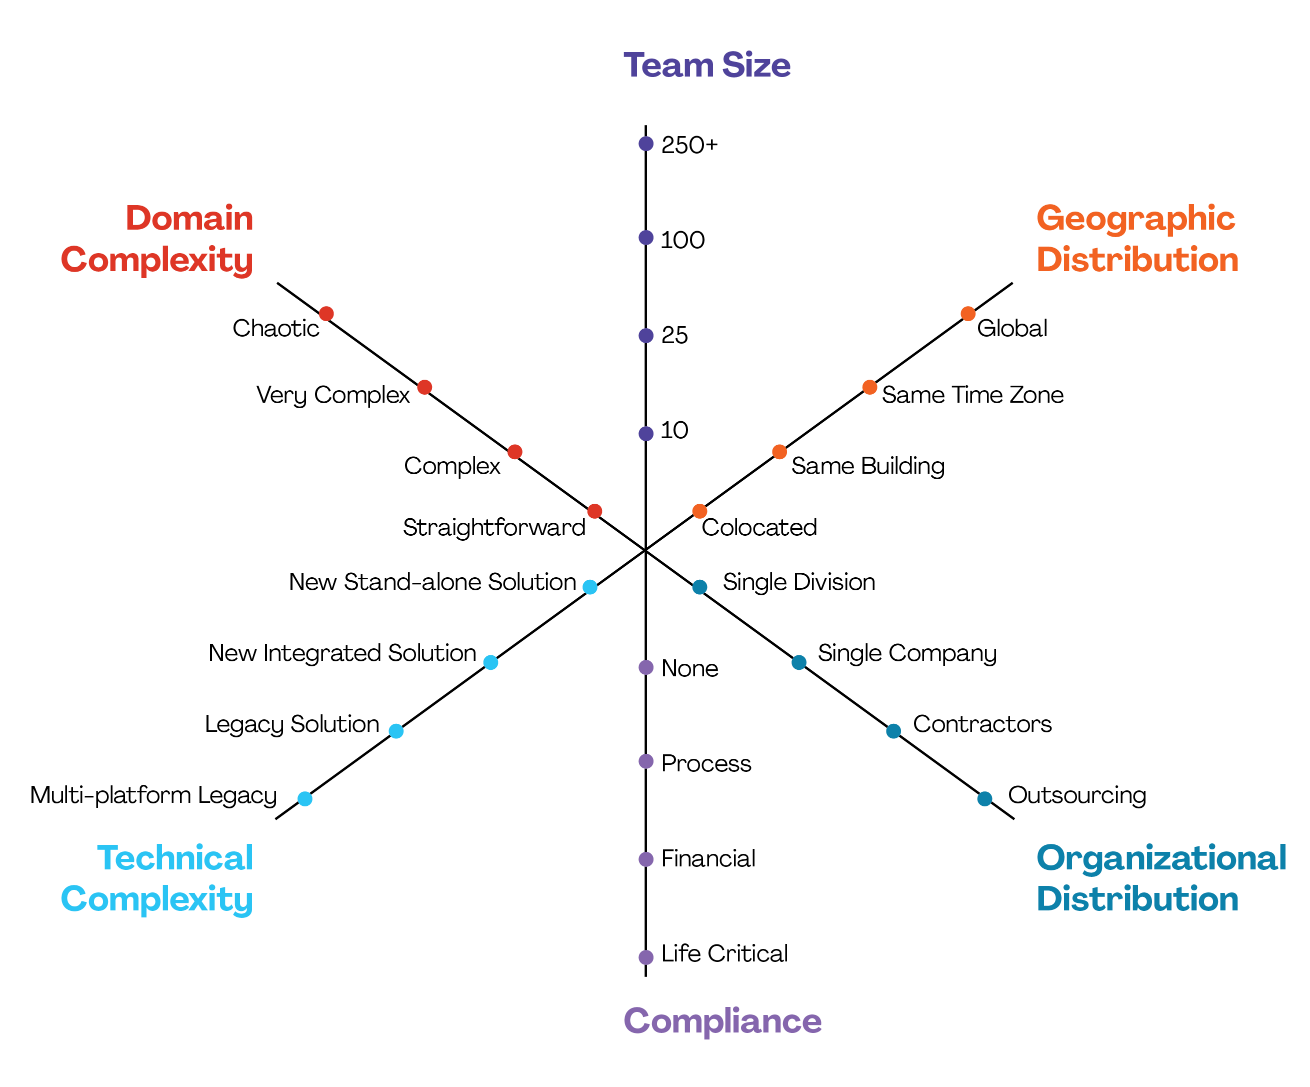 Team Size
250+
100
25
10
Domain
Complexity
Chaotic
Very Complex
Complex
Straightforward
Geographic
Distribution
Global
Same Time Zone
Same Building
Colocated
New Stand-alone Solution
New Integrated Solution
Legacy Solution
Multi-platform Legacy
Technical
Complexity
Single Division
Single Company
Contractors
Outsourcing
Organizational
Distribution
None
Process
Financial
Life Critical
Compliance